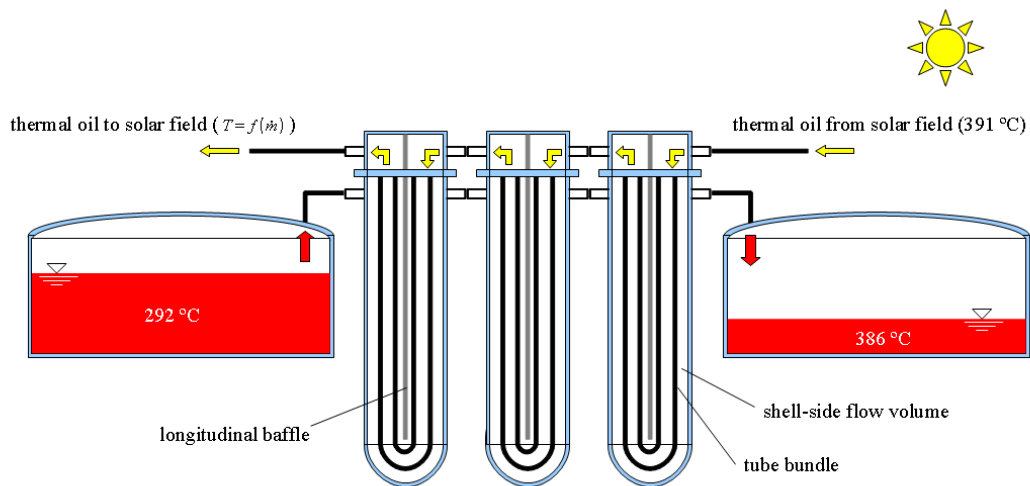 thermal oil to solar field ( T=f(ṁ) )
thermal oil from solar field (391 °C)
292 °C
386 °C
longitudinal baffle
shell-side flow volume
tube bundle